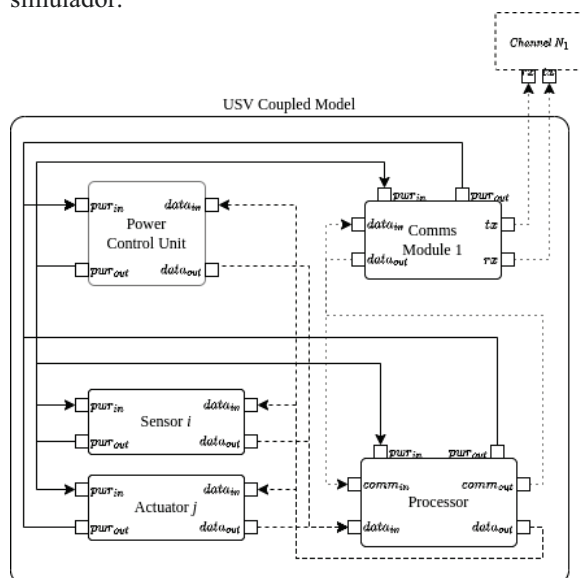 simulador.
Channel N1
rx tx
USV Coupled Model
pwr_in data_in
Power
Control Unit
pwr_out data_out
pwr_in pwr_out
data_in tx
Comms
Module 1
data_out rx
pwr_in data_in
Sensor i
pwr_out data_out
pwr_in data_in
Actuator j
pwr_out data_out
pwr_in pwr_out
comm_in comm_out
Processor
data_in data_out